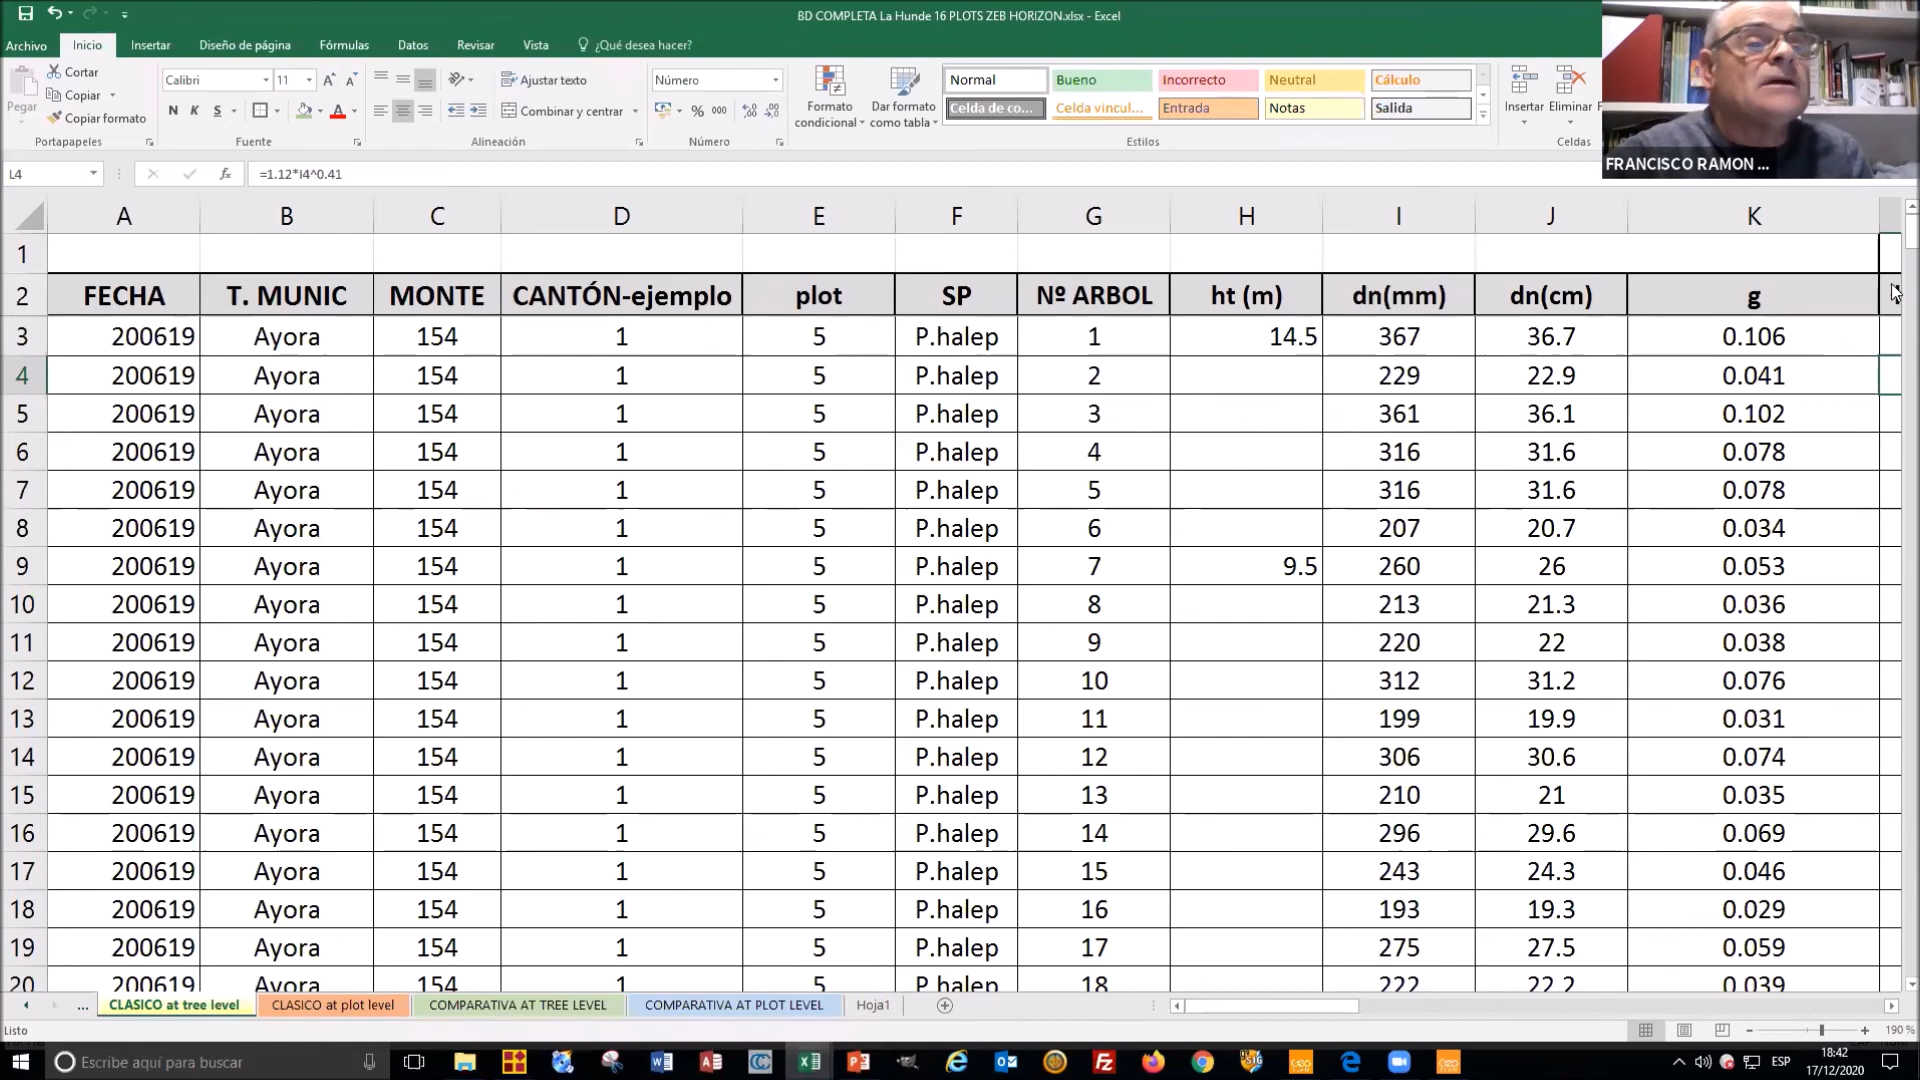 BD COMPLETA La Hunde 16 PLOTS ZEB HORIZON.xlsx - Excel
Archivo Inicio Insertar Diseño de página Fórmulas Datos Revisar Vista ¿Qué desea hacer?
Cortar
Copiar
Copiar formato
Pegar
Portapapeles
Calibri 11
N K S
Fuente
Ajustar texto
Combinar y centrar
Alineación
Número
% 000
Número
Formato condicional
Dar formato como tabla
Normal Bueno Incorrecto Neutral Cálculo
Celda de co... Celda vincul... Entrada Notas Salida
Estilos
Insertar Eliminar
Celdas
FRANCISCO RAMON ...
L4 fx =1.12*I4^0.41
A B C D E F G H I J K
1
2 FECHA T. MUNIC MONTE CANTÓN-ejemplo plot SP Nº ARBOL ht (m) dn(mm) dn(cm) g
3 200619 Ayora 154 1 5 P.halep 1 14.5 367 36.7 0.106
4 200619 Ayora 154 1 5 P.halep 2 229 22.9 0.041
5 200619 Ayora 154 1 5 P.halep 3 361 36.1 0.102
6 200619 Ayora 154 1 5 P.halep 4 316 31.6 0.078
7 200619 Ayora 154 1 5 P.halep 5 316 31.6 0.078
8 200619 Ayora 154 1 5 P.halep 6 207 20.7 0.034
9 200619 Ayora 154 1 5 P.halep 7 9.5 260 26 0.053
10 200619 Ayora 154 1 5 P.halep 8 213 21.3 0.036
11 200619 Ayora 154 1 5 P.halep 9 220 22 0.038
12 200619 Ayora 154 1 5 P.halep 10 312 31.2 0.076
13 200619 Ayora 154 1 5 P.halep 11 199 19.9 0.031
14 200619 Ayora 154 1 5 P.halep 12 306 30.6 0.074
15 200619 Ayora 154 1 5 P.halep 13 210 21 0.035
16 200619 Ayora 154 1 5 P.halep 14 296 29.6 0.069
17 200619 Ayora 154 1 5 P.halep 15 243 24.3 0.046
18 200619 Ayora 154 1 5 P.halep 16 193 19.3 0.029
19 200619 Ayora 154 1 5 P.halep 17 275 27.5 0.059
20 200619 Ayora 154 1 5 P.halep 18 222 22.2 0.039
... CLASICO at tree level CLASICO at plot level COMPARATIVA AT TREE LEVEL COMPARATIVA AT PLOT LEVEL Hoja1
Listo 190 %
Escribe aquí para buscar
ESP
18:42
17/12/2020